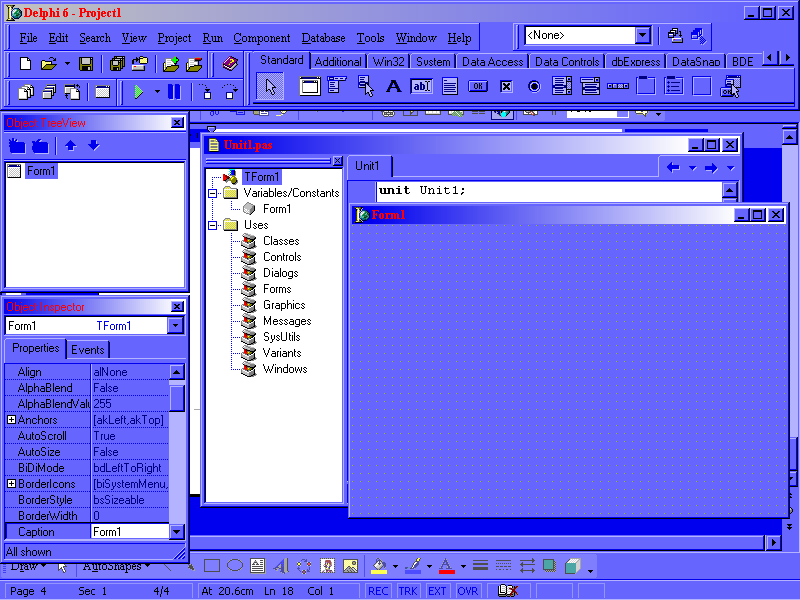 Delphi 6 - Project1
File Edit Search View Project Run Component Database Tools Window Help
<None>
Standard Additional Win32 System Data Access Data Controls dbExpress DataSnap BDE
Object TreeView
Form1
Unit1.pas
TForm1
Variables/Constants
Form1
Uses
Classes
Controls
Dialogs
Forms
Graphics
Messages
SysUtils
Variants
Windows
Unit1
unit Unit1;
Form1
Object Inspector
Form1 TForm1
Properties Events
Align alNone
AlphaBlend False
AlphaBlendValu 255
Anchors [akLeft,akTop]
AutoScroll True
AutoSize False
BiDiMode bdLeftToRight
BorderIcons [biSystemMenu,
BorderStyle bsSizeable
BorderWidth 0
Caption Form1
All shown
Draw AutoShapes
Page 4 Sec 1 4/4 At 20.6cm Ln 18 Col 1 REC TRK EXT OVR